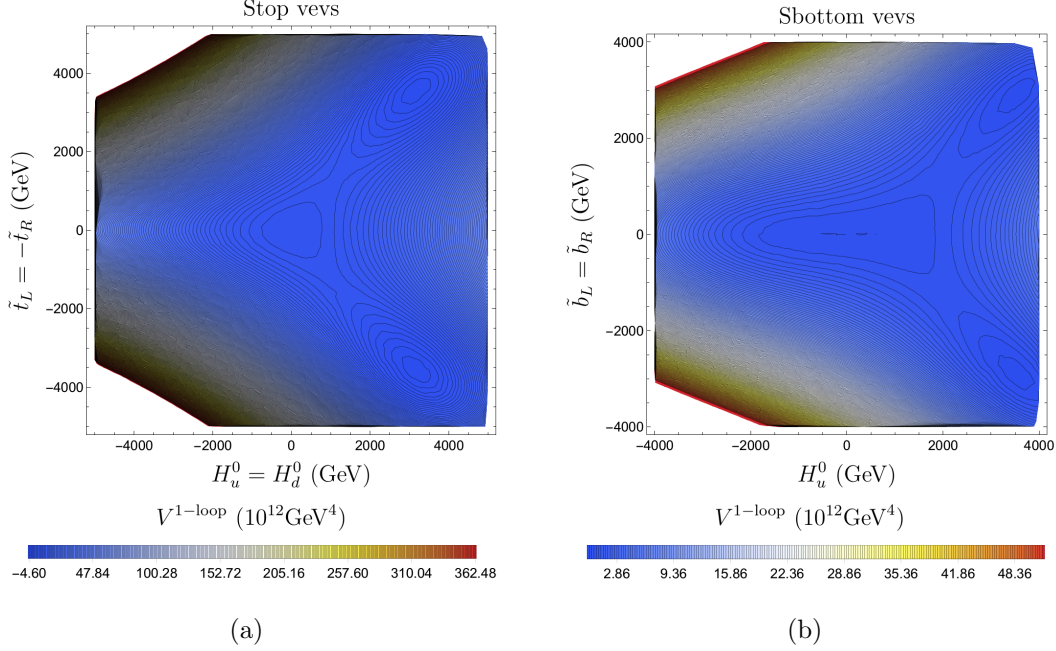 Stop vevs
4000
2000
0
−2000
−4000
t̃_L = −t̃_R (GeV)
−4000 −2000 0 2000 4000
H_u^0 = H_d^0 (GeV)
V^{1−loop} (10^{12}GeV^4)
−4.60 47.84 100.28 152.72 205.16 257.60 310.04 362.48
(a)
Sbottom vevs
4000
2000
0
−2000
−4000
b̃_L = b̃_R (GeV)
−4000 −2000 0 2000 4000
H_u^0 (GeV)
V^{1−loop} (10^{12}GeV^4)
2.86 9.36 15.86 22.36 28.86 35.36 41.86 48.36
(b)